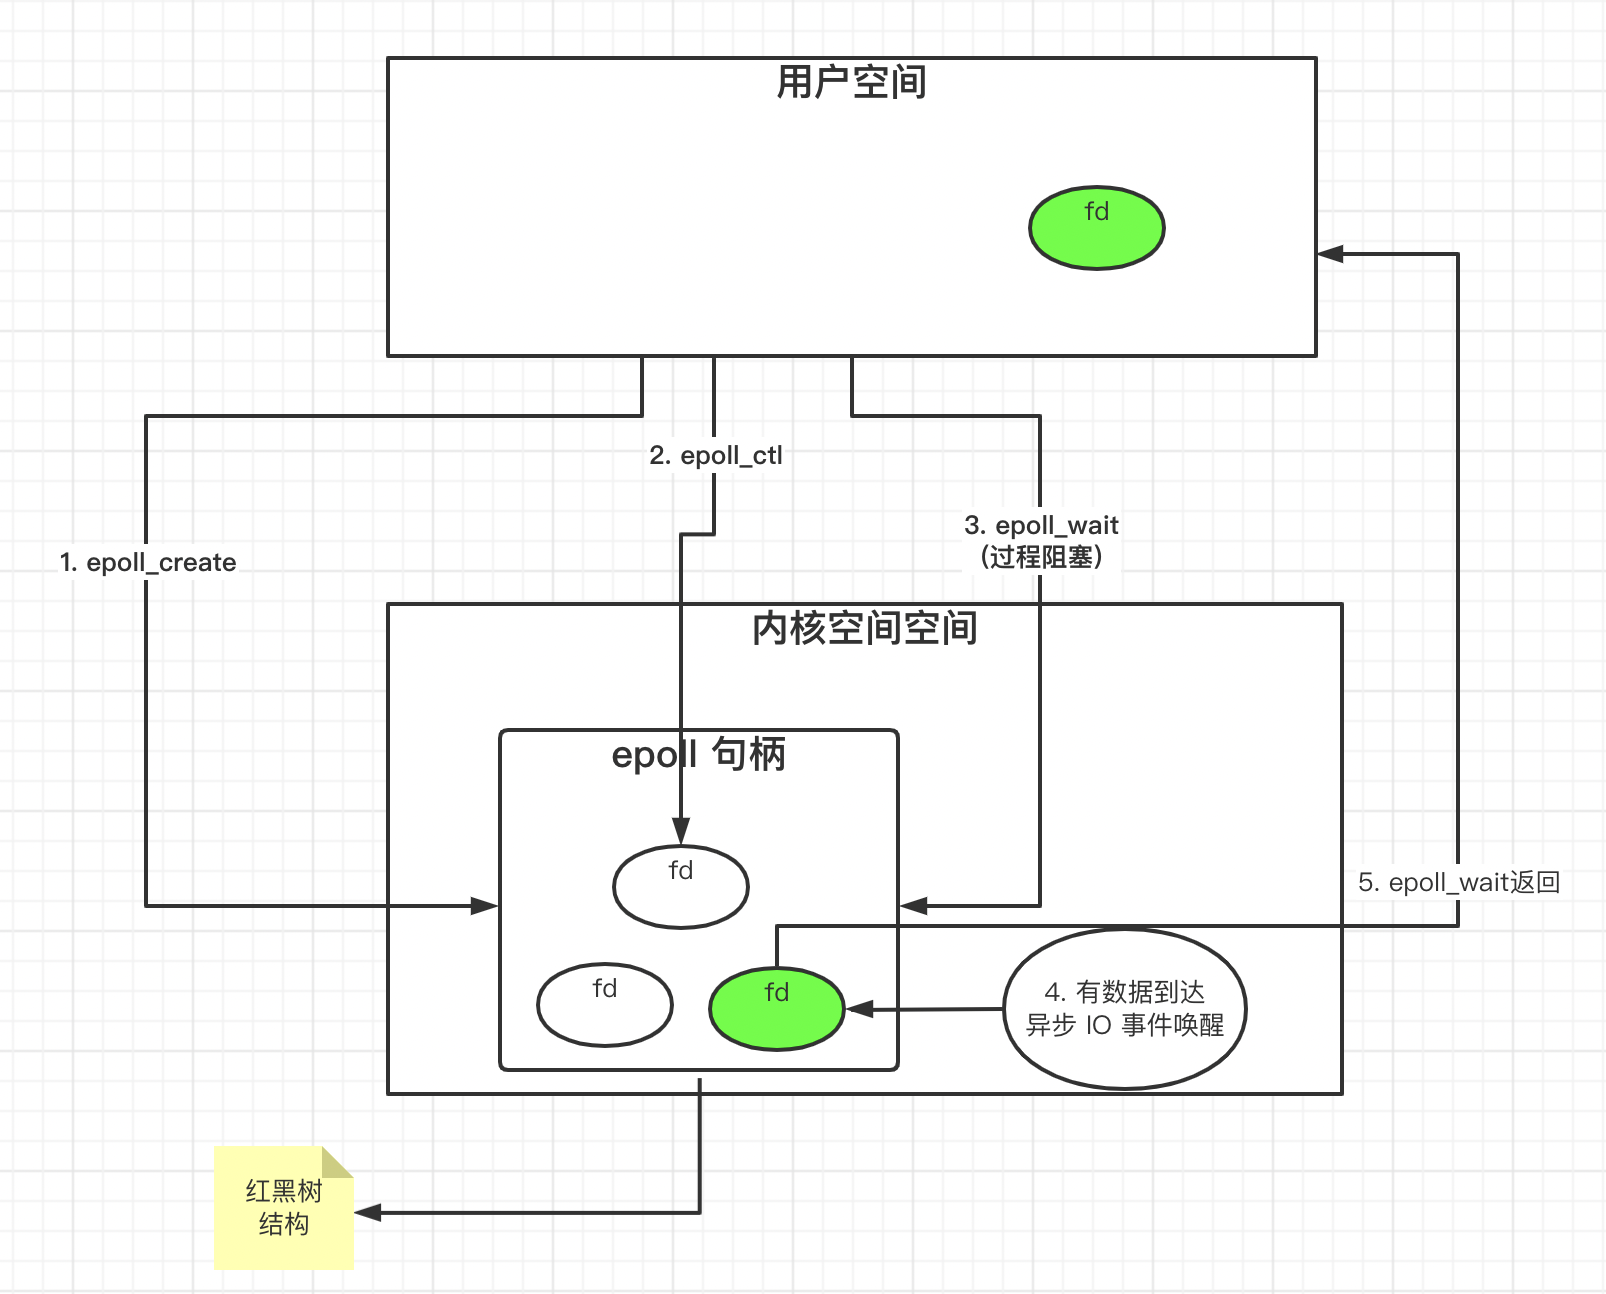 用户空间
fd
2. epoll_ctl
3. epoll_wait
(过程阻塞)
1. epoll_create
内核空间空间
epoll 句柄
fd
5. epoll_wait返回
fd
fd
4. 有数据到达
异步 IO 事件唤醒
红黑树
结构